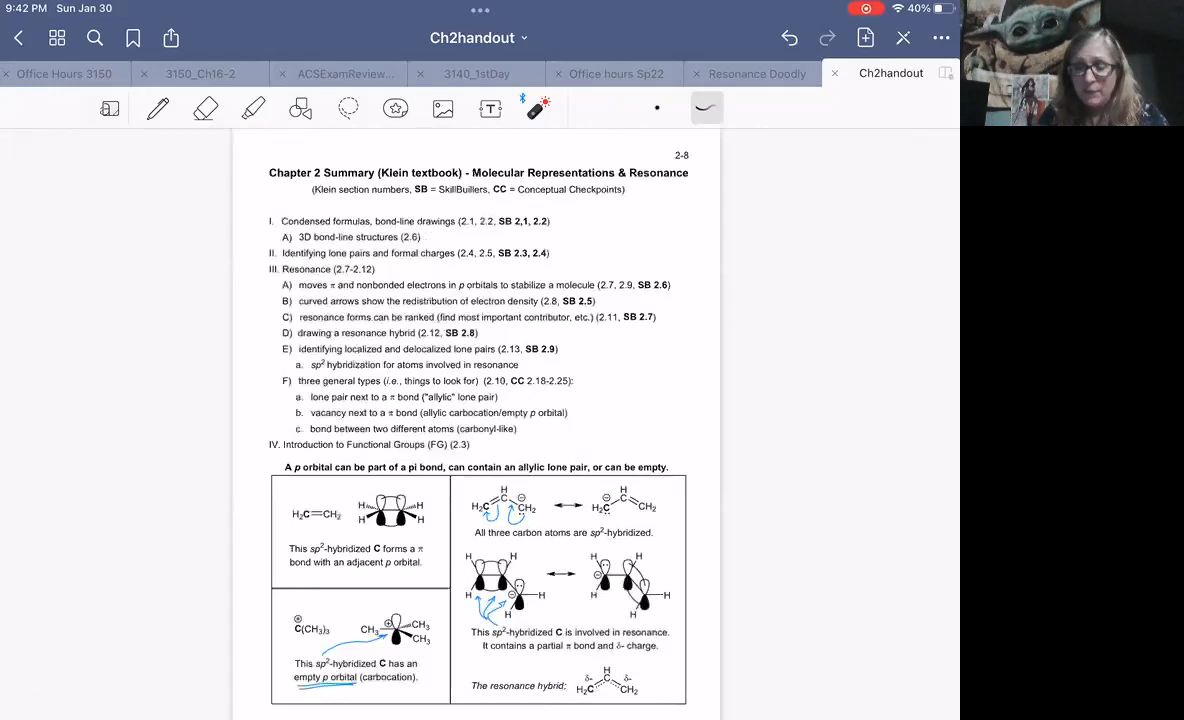 9:42 PM Sun Jan 30
40%
Ch2handout
Office Hours 3150
3150_Ch16-2
ACSExamReview...
3140_1stDay
Office hours Sp22
Resonance Doodly
Ch2handout
2-8
Chapter 2 Summary (Klein textbook) - Molecular Representations & Resonance
(Klein section numbers, SB = SkillBuillers, CC = Conceptual Checkpoints)
I. Condensed formulas, bond-line drawings (2.1, 2.2, SB 2,1, 2.2)
A) 3D bond-line structures (2.6)
II. Identifying lone pairs and formal charges (2.4, 2.5, SB 2.3, 2.4)
III. Resonance (2.7-2.12)
A) moves π and nonbonded electrons in p orbitals to stabilize a molecule (2.7, 2.9, SB 2.6)
B) curved arrows show the redistribution of electron density (2.8, SB 2.5)
C) resonance forms can be ranked (find most important contributor, etc.) (2.11, SB 2.7)
D) drawing a resonance hybrid (2.12, SB 2.8)
E) identifying localized and delocalized lone pairs (2.13, SB 2.9)
a. sp² hybridization for atoms involved in resonance
F) three general types (i.e., things to look for) (2.10, CC 2.18-2.25):
a. lone pair next to a π bond ("allylic" lone pair)
b. vacancy next to a π bond (allylic carbocation/empty p orbital)
c. bond between two different atoms (carbonyl-like)
IV. Introduction to Functional Groups (FG) (2.3)
A p orbital can be part of a pi bond, can contain an allylic lone pair, or can be empty.
H₂C=CH₂
H H
H H
This sp²-hybridized C forms a π
bond with an adjacent p orbital.
⊕
C(CH₃)₃
CH₃ ⊕ CH₃
CH₃
This sp²-hybridized C has an
empty p orbital (carbocation).
H
H₂C C ⊖ CH₂
H
⊖ H₂C C CH₂
All three carbon atoms are sp²-hybridized.
H H
H ⊖ H
H
H H
⊖
H H
H
This sp²-hybridized C is involved in resonance.
It contains a partial π bond and δ- charge.
The resonance hybrid:
H
δ- C δ-
H₂C CH₂